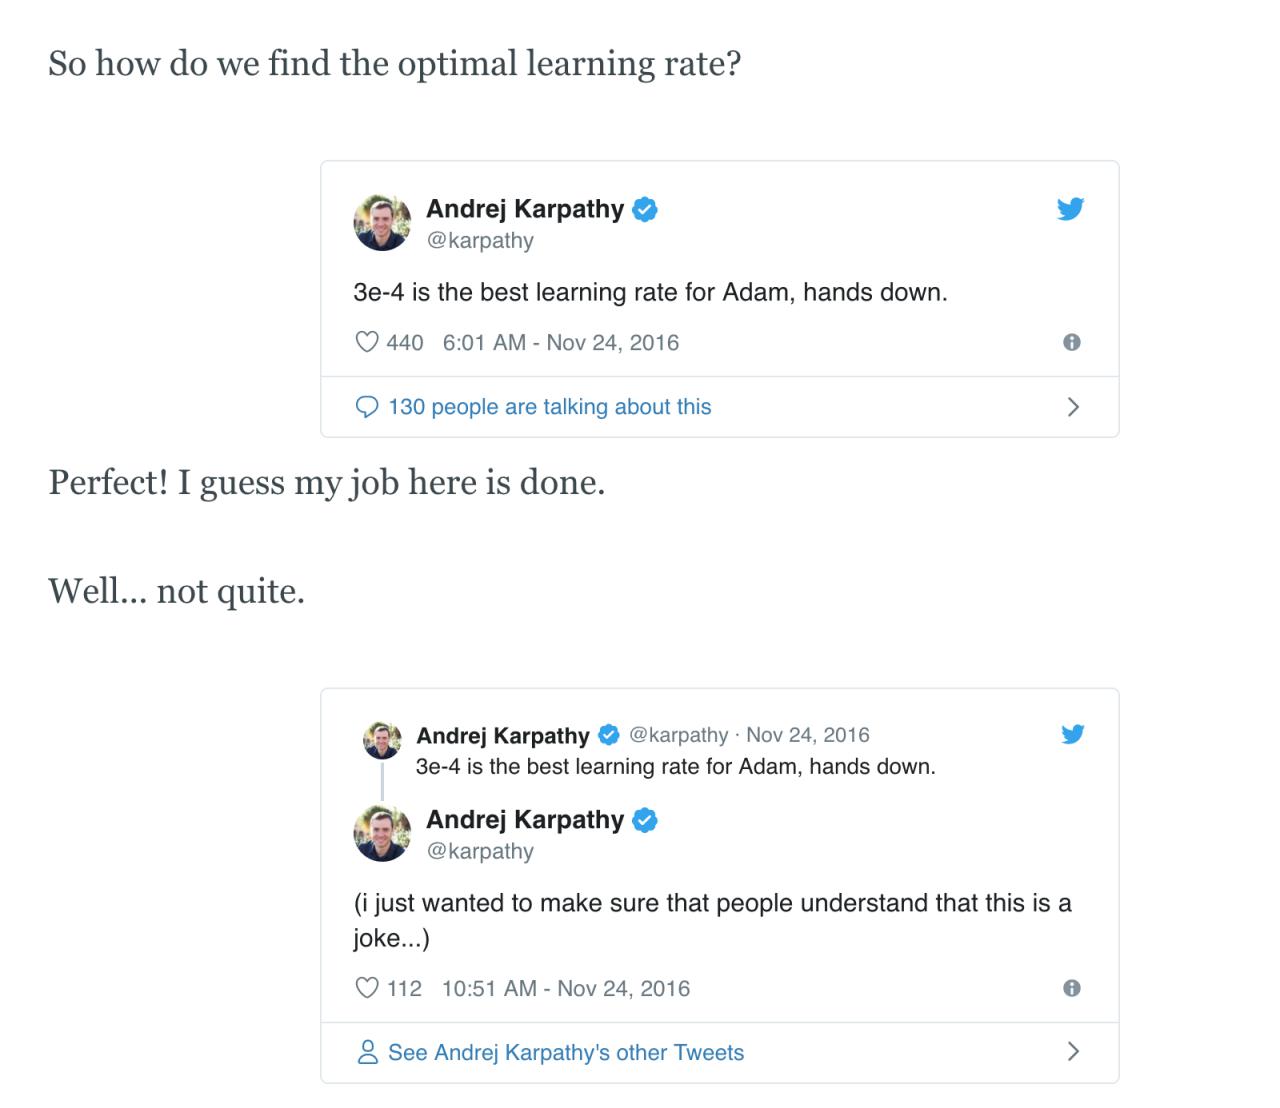 So how do we find the optimal learning rate?
Andrej Karpathy
@karpathy
3e-4 is the best learning rate for Adam, hands down.
440 6:01 AM - Nov 24, 2016
130 people are talking about this
Perfect! I guess my job here is done.
Well... not quite.
Andrej Karpathy @karpathy · Nov 24, 2016
3e-4 is the best learning rate for Adam, hands down.
Andrej Karpathy
@karpathy
(i just wanted to make sure that people understand that this is a
joke...)
112 10:51 AM - Nov 24, 2016
See Andrej Karpathy's other Tweets